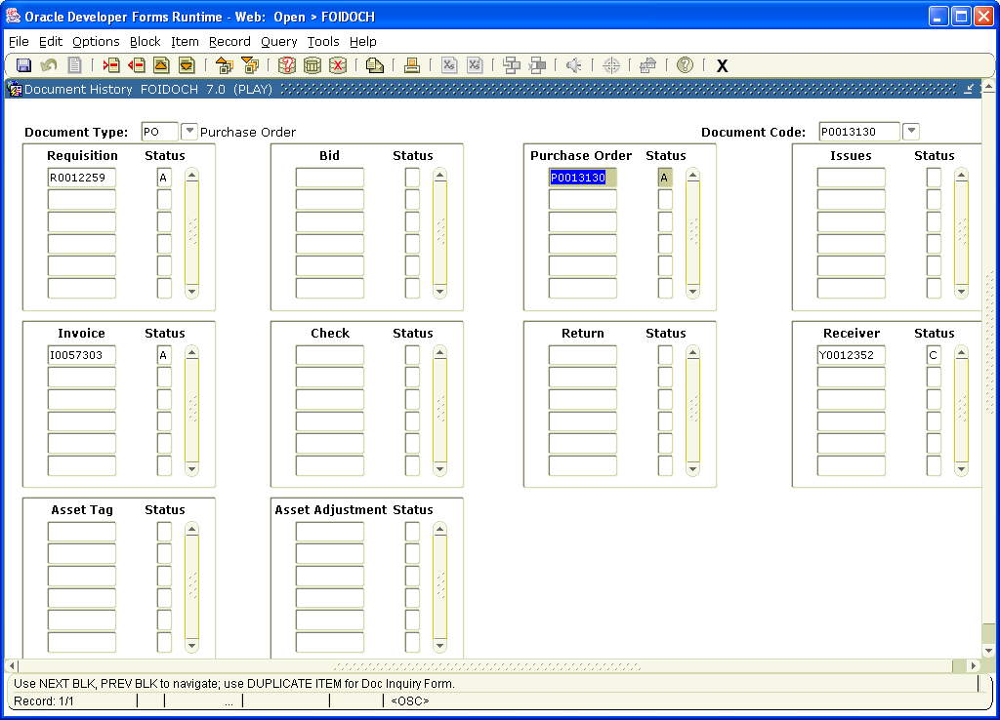 Oracle Developer Forms Runtime - Web: Open > FOIDOCH
File Edit Options Block Item Record Query Tools Help
X
Document History FOIDOCH 7.0 (PLAY)
Document Type: PO Purchase Order Document Code: P0013130
Requisition Status Bid Status Purchase Order Status Issues Status
R0012259 A P0013130 A
Invoice Status Check Status Return Status Receiver Status
I0057303 A Y0012352 C
Asset Tag Status Asset Adjustment Status
Use NEXT BLK, PREV BLK to navigate; use DUPLICATE ITEM for Doc Inquiry Form.
Record: 1/1 ... <OSC>